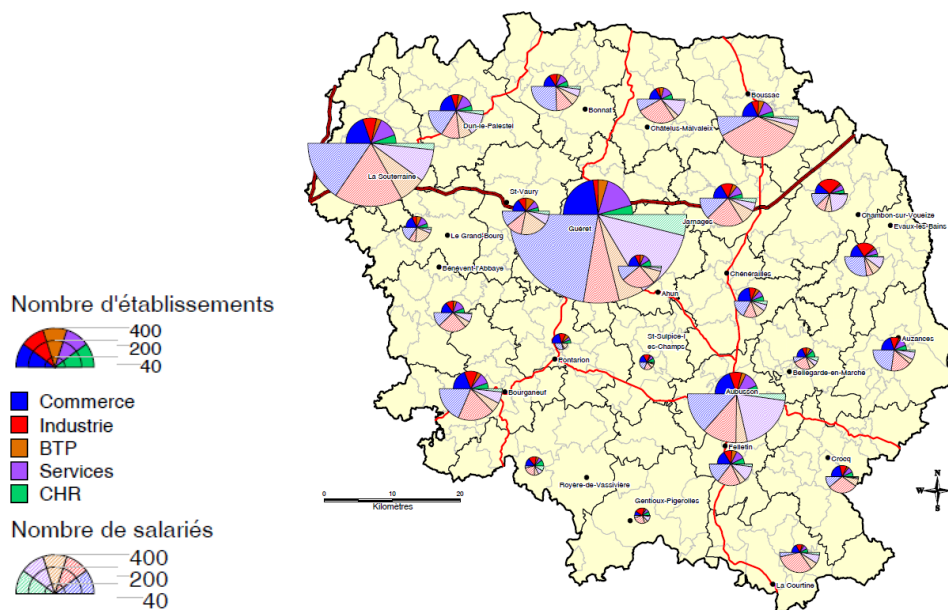 Boussac
Bonnat
Châtelus-Malvaleix
Dun-le-Palestel
La Souterraine
St-Vaury
Chambon-sur-Voueize
Evaux-les-Bains
Jarnages
Guéret
Le Grand-Bourg
Bénévent-l'Abbaye
Chénérailles
Ahun
St-Sulpice-l
es-Champs
Auzances
Pontarion
Bellegarde-en-Marche
Bourganeuf
Aubusson
Felletin
Crocq
Royère-de-Vassivière
Gentioux-Pigerolles
La Courtine
Nombre d'établissements
400
200
40
Commerce
Industrie
BTP
Services
CHR
Nombre de salariés
400
200
40
0 10 20
Kilomètres
N
W E
S